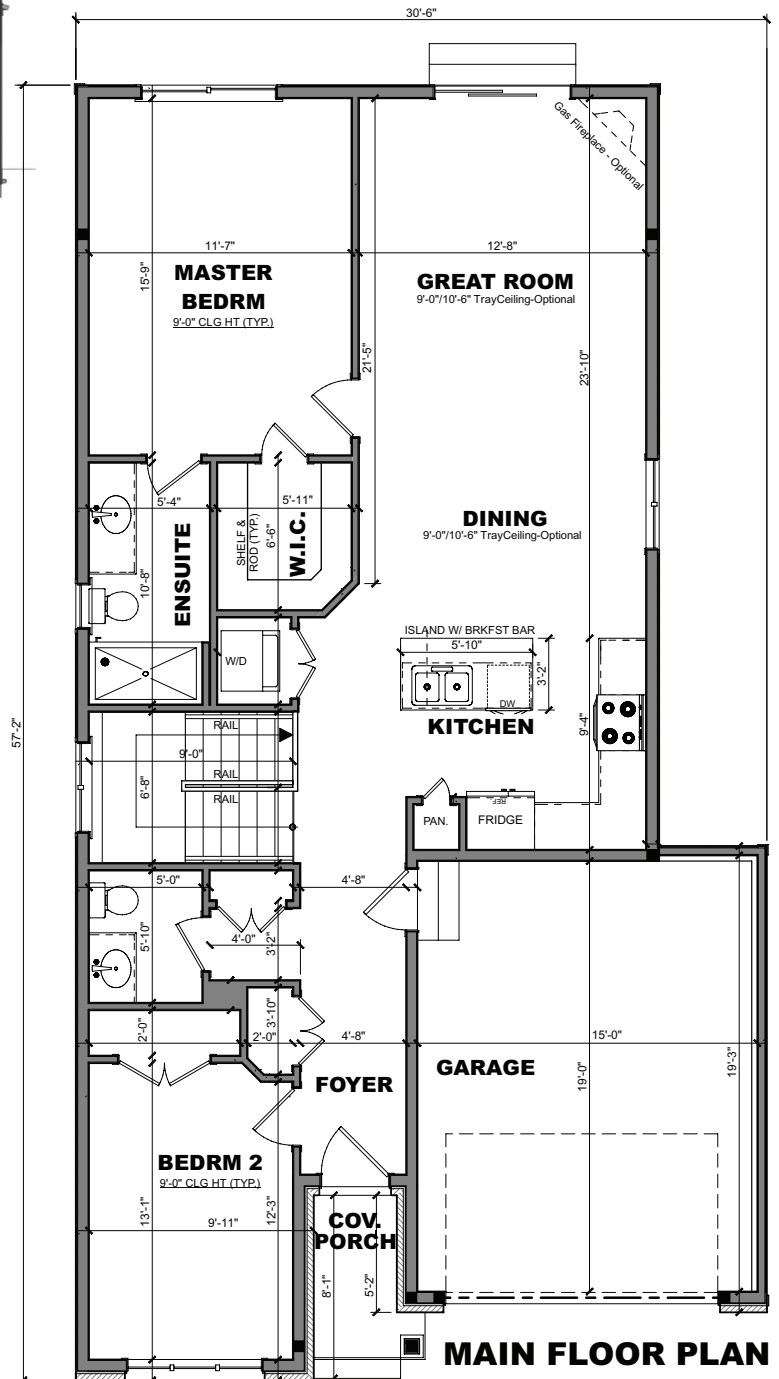 30'-6"
57'-2"
Gas Fireplace - Optional
11'-7"
12'-8"
15'-9"
MASTER
BEDRM
9'-0" CLG HT (TYP.)
GREAT ROOM
9'-0"/10'-6" TrayCeiling-Optional
21'-5"
23'-10"
5'-4"
5'-11"
SHELF &
ROD (TYP.)
6'-6"
W.I.C.
ENSUITE
10'-8"
DINING
9'-0"/10'-6" TrayCeiling-Optional
ISLAND W/ BRKFST BAR
5'-10"
3'-2"
DW
W/D
KITCHEN
9'-4"
RAIL
9'-0"
RAIL
6'-8"
RAIL
REF
PAN.
FRIDGE
5'-0"
4'-8"
5'-10"
4'-0"
3'-2"
3'-10"
2'-0"
2'-0"
4'-8"
15'-0"
FOYER
GARAGE
19'-0"
19'-3"
BEDRM 2
9'-0" CLG HT (TYP.)
13'-1"
12'-3"
9'-11"
COV.
PORCH
8'-1"
5'-2"
MAIN FLOOR PLAN